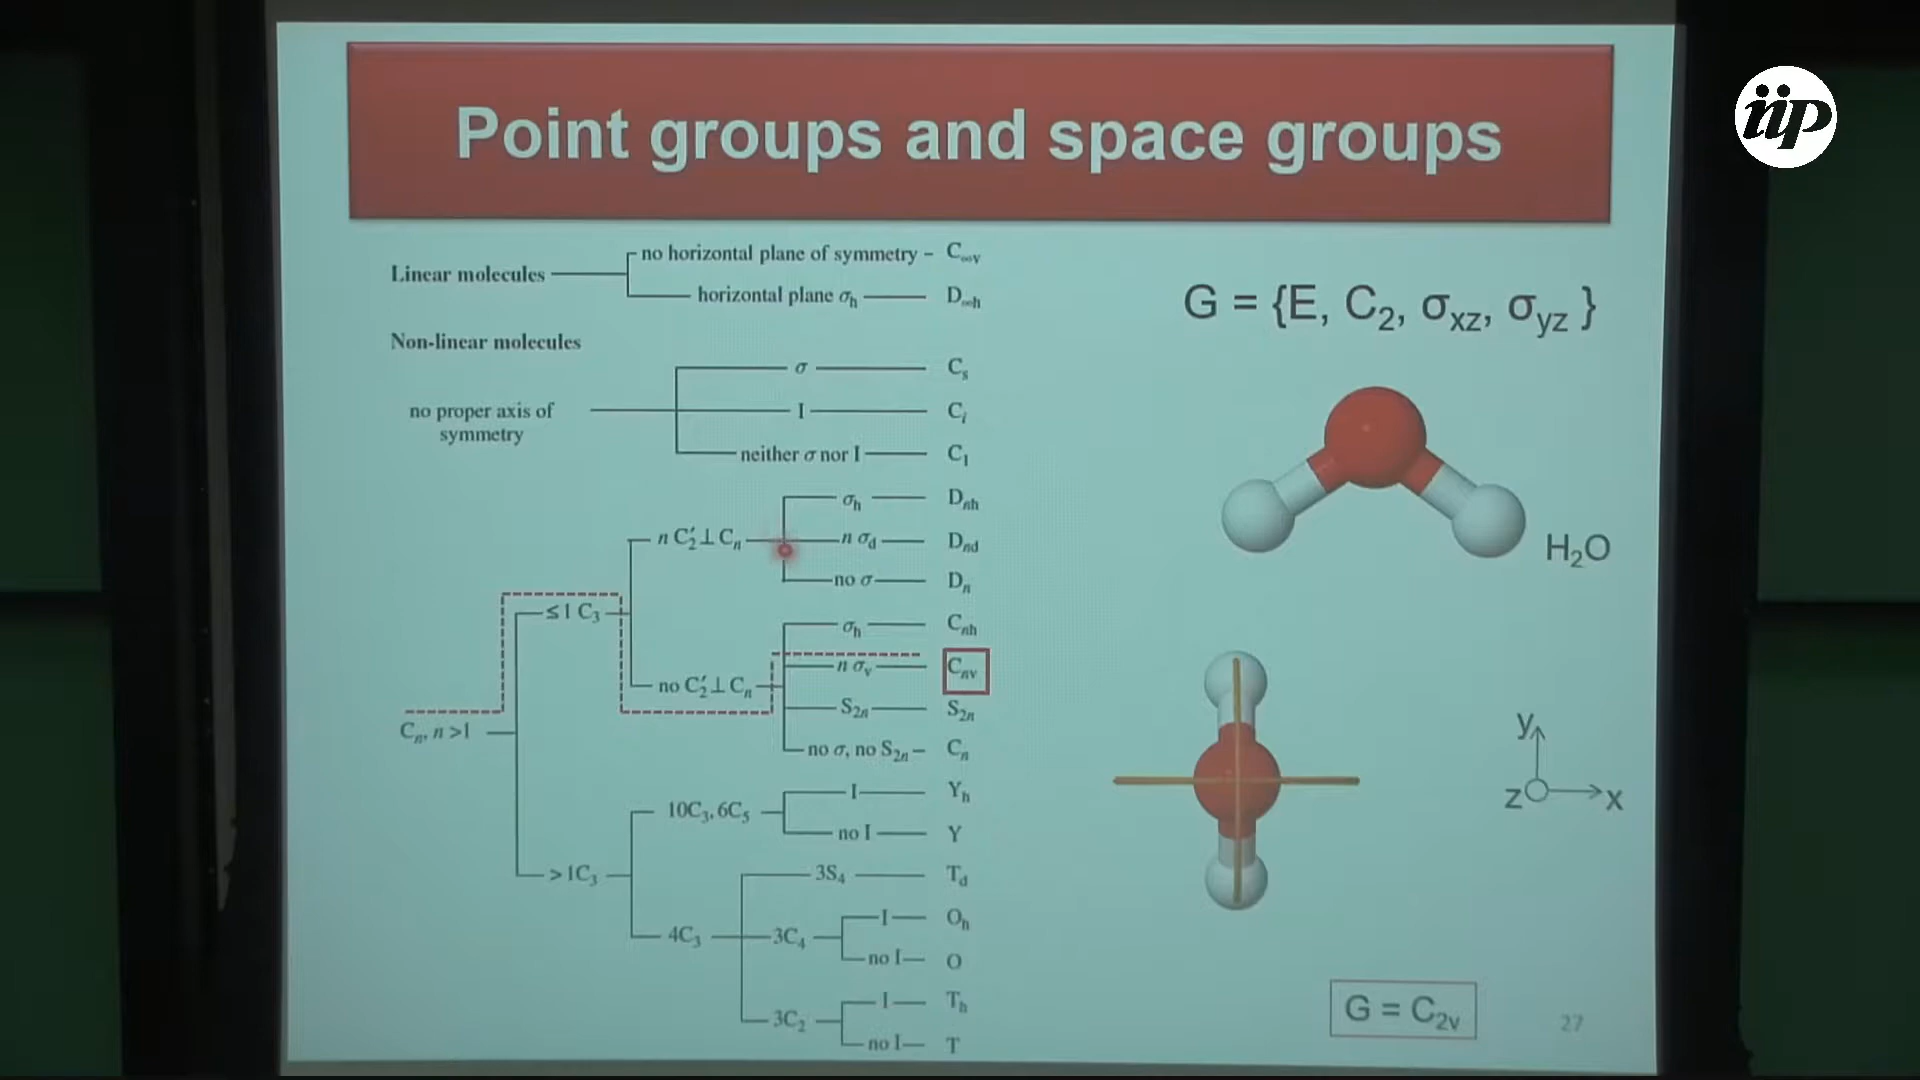 iip
Point groups and space groups
Linear molecules
no horizontal plane of symmetry – C∞v
horizontal plane σh D∞h
Non-linear molecules
no proper axis of
symmetry
σ Cs
I Ci
neither σ nor I C1
Cn, n >1
≤ 1 C3
n C2′ ⊥ Cn
σh Dnh
n σd Dnd
no σ Dn
no C2′ ⊥ Cn
σh Cnh
n σv Cnv
S2n S2n
no σ, no S2n – Cn
> 1C3
10C3, 6C5
I Yh
no I Y
4C3
3S4 Td
3C4
I Oh
no I O
3C2
I Th
no I T
G = {E, C2, σxz, σyz }
H2O
y
z x
G = C2v
27